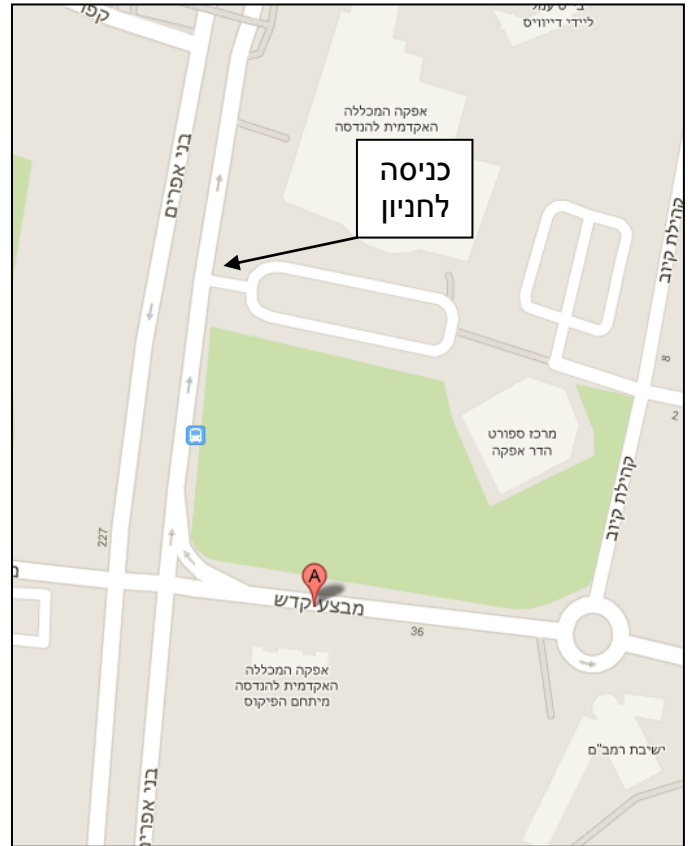 ליידי דייוויס
אפקה המכללה
האקדמית להנדסה
כניסה
לחניון
בני אפרים
קהילת קיוב
8
2
מרכז ספורט
הדר אפקה
קהילת קיוב
227
A
מבצע קדש
36
אפקה המכללה
האקדמית להנדסה
מיתחם הפיקוס
ישיבת רמב"ם
בני אפרים